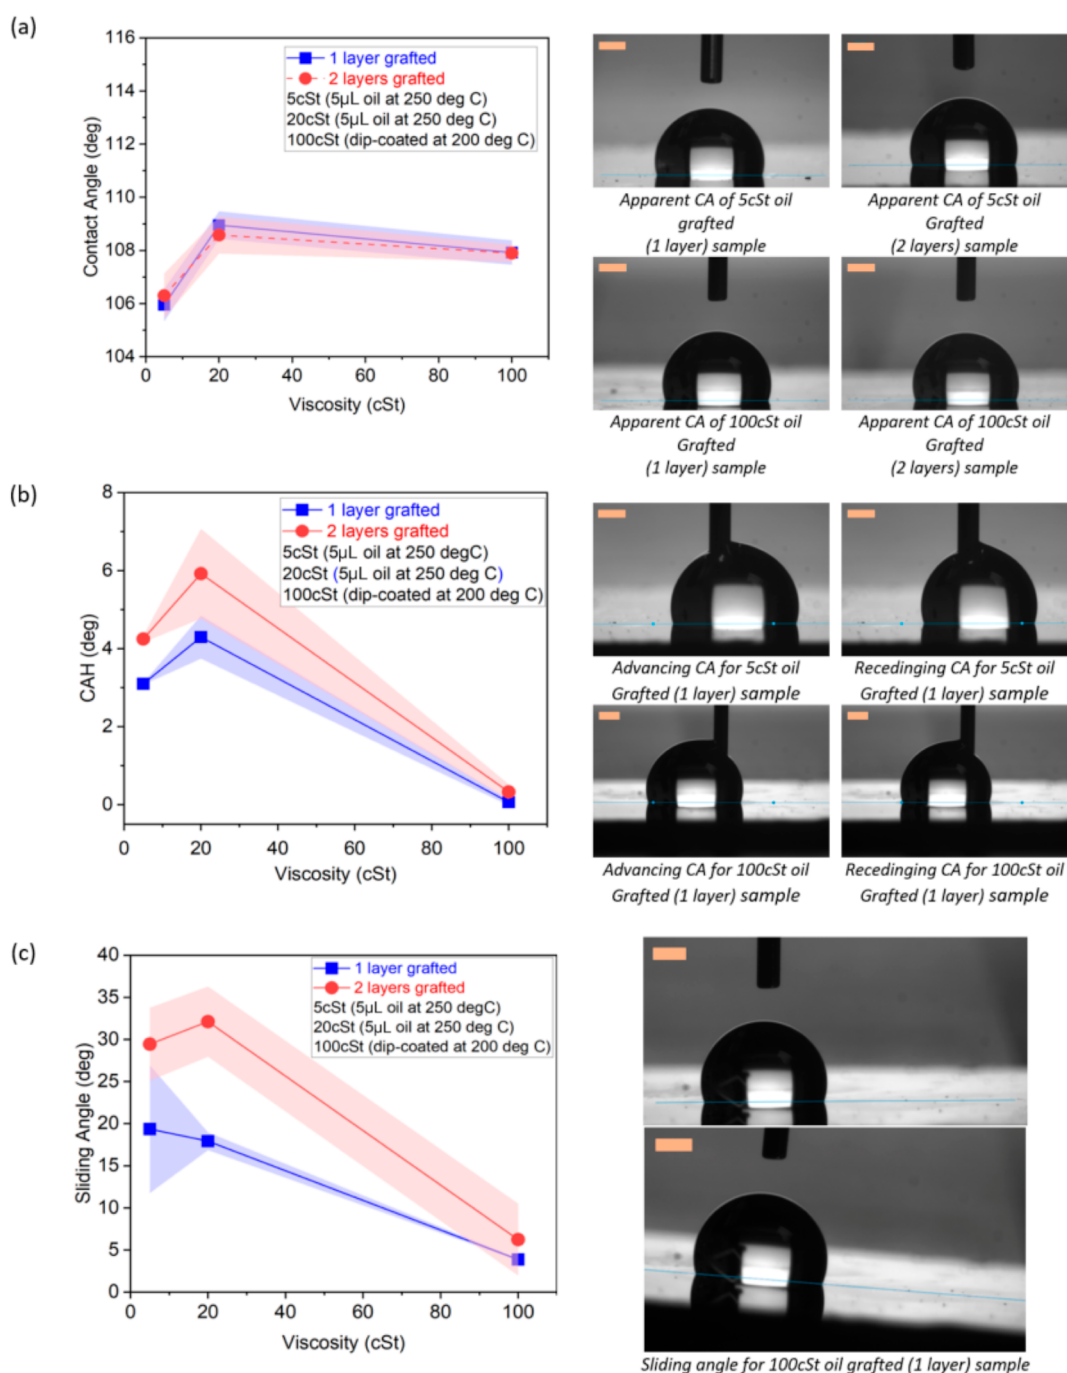 (a)
116
114
112
110
108
106
104
Contact Angle (deg)
1 layer grafted
2 layers grafted
5cSt (5µL oil at 250 deg C)
20cSt (5µL oil at 250 deg C)
100cSt (dip-coated at 200 deg C)
0 20 40 60 80 100
Viscosity (cSt)
Apparent CA of 5cSt oil
grafted
(1 layer) sample
Apparent CA of 5cSt oil
Grafted
(2 layers) sample
Apparent CA of 100cSt oil
Grafted
(1 layer) sample
Apparent CA of 100cSt oil
Grafted
(2 layers) sample
(b)
8
6
4
2
0
CAH (deg)
1 layer grafted
2 layers grafted
5cSt (5µL oil at 250 degC)
20cSt (5µL oil at 250 deg C)
100cSt (dip-coated at 200 deg C)
0 20 40 60 80 100
Viscosity (cSt)
Advancing CA for 5cSt oil
Grafted (1 layer) sample
Recedinging CA for 5cSt oil
Grafted (1 layer) sample
Advancing CA for 100cSt oil
Grafted (1 layer) sample
Recedinging CA for 100cSt oil
Grafted (1 layer) sample
(c)
40
35
30
25
20
15
10
5
0
Sliding Angle (deg)
1 layer grafted
2 layers grafted
5cSt (5µL oil at 250 degC)
20cSt (5µL oil at 250 deg C)
100cSt (dip-coated at 200 deg C)
0 20 40 60 80 100
Viscosity (cSt)
Sliding angle for 100cSt oil grafted (1 layer) sample